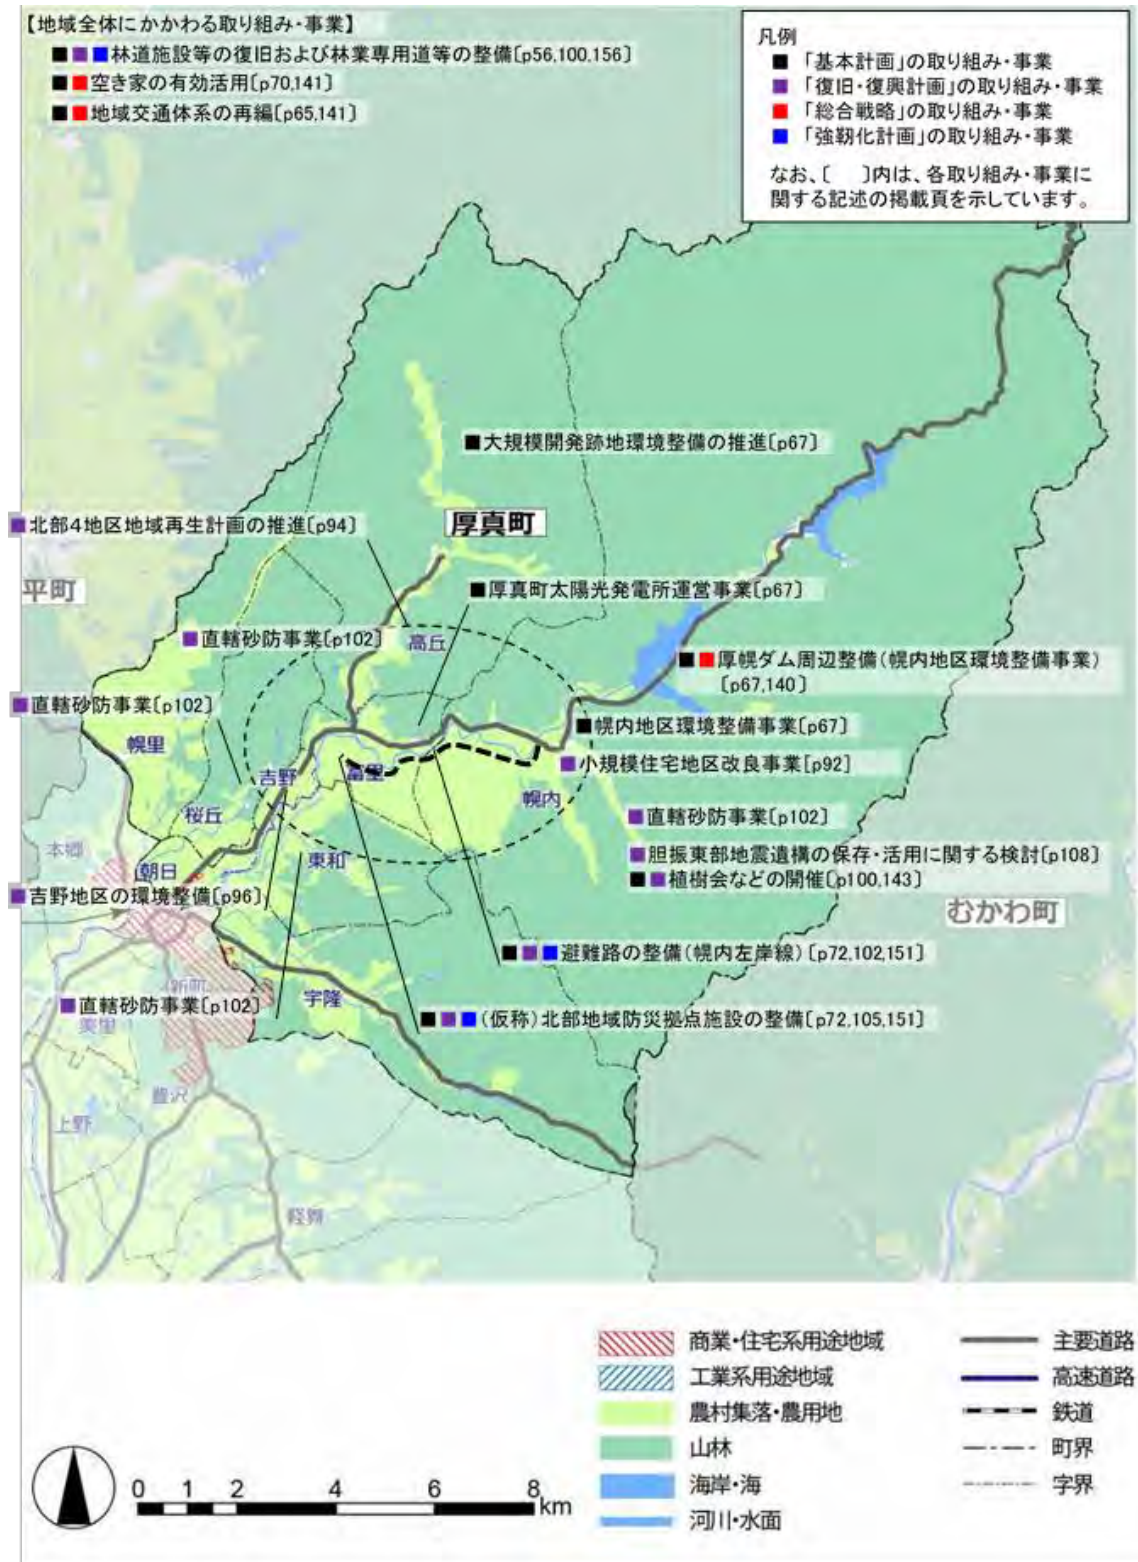 【地域全体にかかわる取り組み・事業】
■■■林道施設等の復旧および林業専用道等の整備〔p56,100,156〕
■■空き家の有効活用〔p70,141〕
■■地域交通体系の再編〔p65,141〕
凡例
■「基本計画」の取り組み・事業
■「復旧・復興計画」の取り組み・事業
■「総合戦略」の取り組み・事業
■「強靭化計画」の取り組み・事業
なお、〔　〕内は、各取り組み・事業に
関する記述の掲載頁を示しています。
■大規模開発跡地環境整備の推進〔p67〕
■北部4地区地域再生計画の推進〔p94〕
厚真町
平町
■厚真町太陽光発電所運営事業〔p67〕
■直轄砂防事業〔p102〕
高丘
■■厚幌ダム周辺整備(幌内地区環境整備事業)
〔p67,140〕
■直轄砂防事業〔p102〕
■幌内地区環境整備事業〔p67〕
幌里
■小規模住宅地区改良事業〔p92〕
吉野
富里
幌内
桜丘
■直轄砂防事業〔p102〕
本郷
■胆振東部地震遺構の保存・活用に関する検討〔p108〕
東和
朝日
■■植樹会などの開催〔p100,143〕
■吉野地区の環境整備〔p96〕
むかわ町
■■■避難路の整備(幌内左岸線)〔p72,102,151〕
新町
宇隆
■直轄砂防事業〔p102〕
■■■(仮称)北部地域防災拠点施設の整備〔p72,105,151〕
美里
豊沢
上野
軽舞
商業・住宅系用途地域
工業系用途地域
農村集落・農用地
山林
海岸・海
河川・水面
主要道路
高速道路
鉄道
町界
字界
0 1 2 4 6 8
km